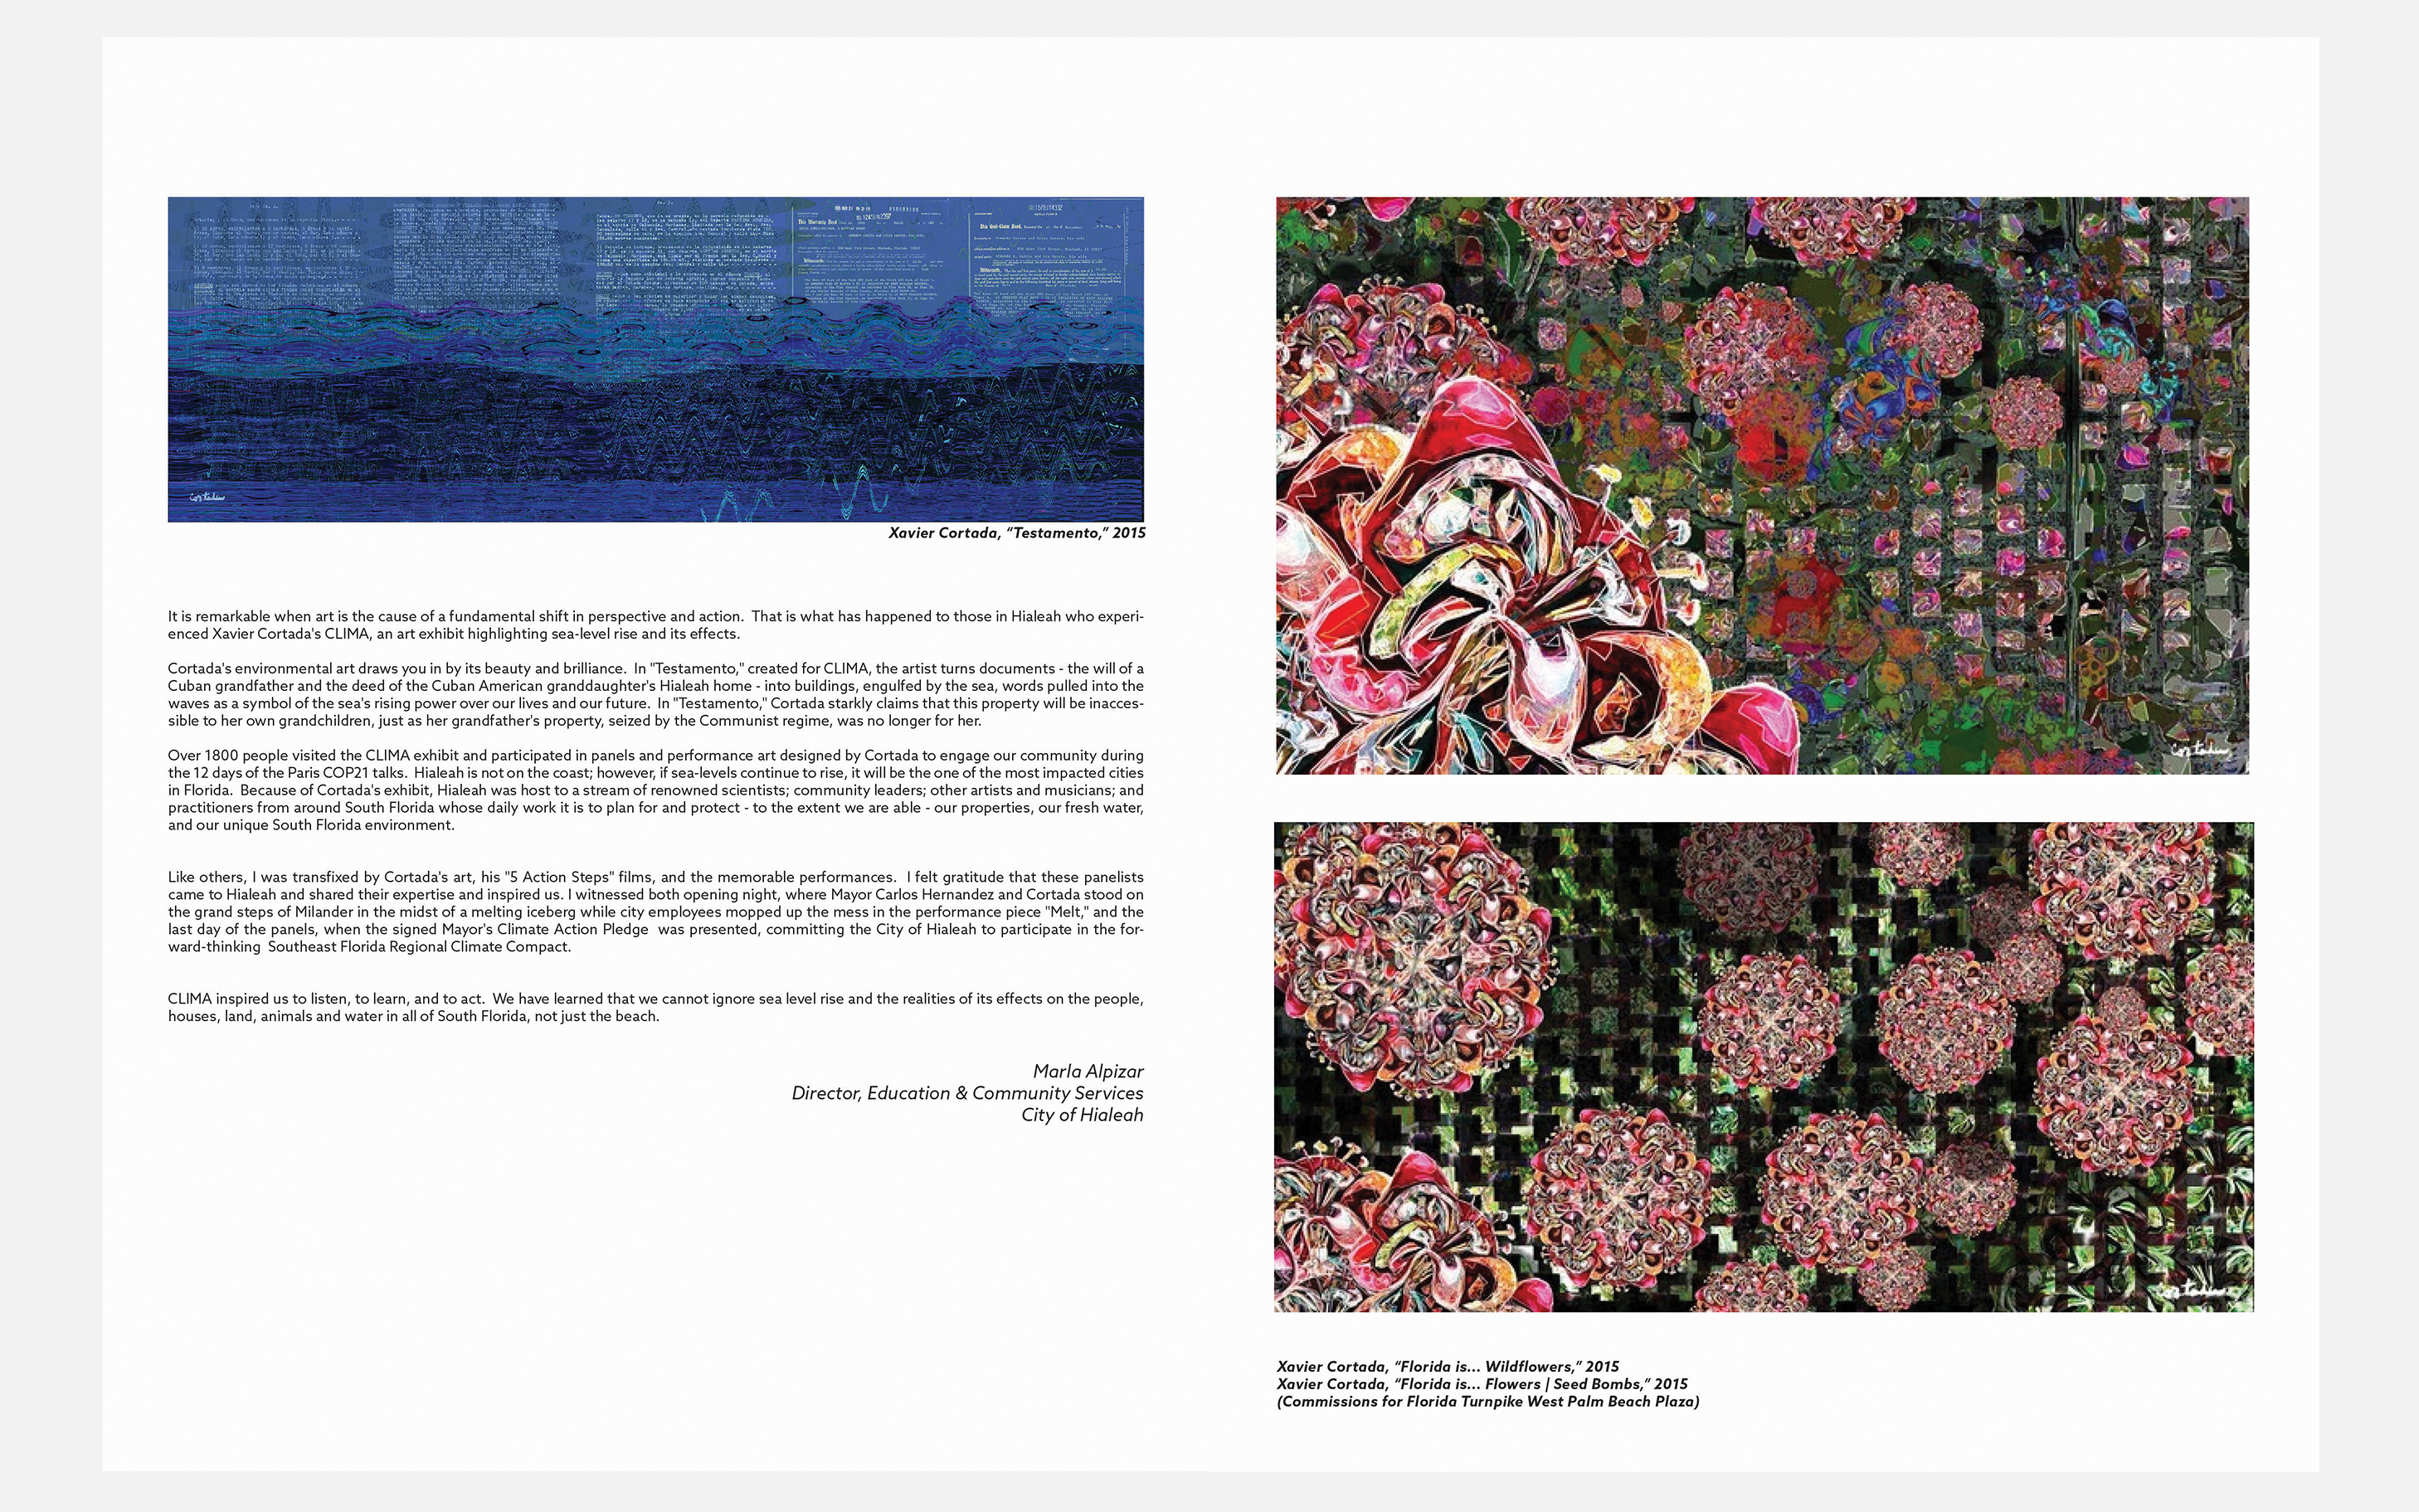 Cortada
Xavier Cortada, “Testamento,” 2015
It is remarkable when art is the cause of a fundamental shift in perspective and action.  That is what has happened to those in Hialeah who experi-
enced Xavier Cortada's CLIMA, an art exhibit highlighting sea-level rise and its effects.
Cortada's environmental art draws you in by its beauty and brilliance.  In "Testamento," created for CLIMA, the artist turns documents - the will of a
Cuban grandfather and the deed of the Cuban American granddaughter's Hialeah home - into buildings, engulfed by the sea, words pulled into the
waves as a symbol of the sea's rising power over our lives and our future.  In "Testamento," Cortada starkly claims that this property will be inacces-
sible to her own grandchildren, just as her grandfather's property, seized by the Communist regime, was no longer for her.
Over 1800 people visited the CLIMA exhibit and participated in panels and performance art designed by Cortada to engage our community during
the 12 days of the Paris COP21 talks.  Hialeah is not on the coast; however, if sea-levels continue to rise, it will be the one of the most impacted cities
in Florida.  Because of Cortada's exhibit, Hialeah was host to a stream of renowned scientists; community leaders; other artists and musicians; and
practitioners from around South Florida whose daily work it is to plan for and protect - to the extent we are able - our properties, our fresh water,
and our unique South Florida environment.
Like others, I was transfixed by Cortada's art, his "5 Action Steps" films, and the memorable performances.  I felt gratitude that these panelists
came to Hialeah and shared their expertise and inspired us. I witnessed both opening night, where Mayor Carlos Hernandez and Cortada stood on
the grand steps of Milander in the midst of a melting iceberg while city employees mopped up the mess in the performance piece "Melt," and the
last day of the panels, when the signed Mayor's Climate Action Pledge  was presented, committing the City of Hialeah to participate in the for-
ward-thinking  Southeast Florida Regional Climate Compact.
CLIMA inspired us to listen, to learn, and to act.  We have learned that we cannot ignore sea level rise and the realities of its effects on the people,
houses, land, animals and water in all of South Florida, not just the beach.
Marla Alpizar
Director, Education & Community Services
City of Hialeah
Cortada
Cortada
Xavier Cortada, “Florida is... Wildflowers,” 2015
Xavier Cortada, “Florida is... Flowers | Seed Bombs,” 2015
(Commissions for Florida Turnpike West Palm Beach Plaza)